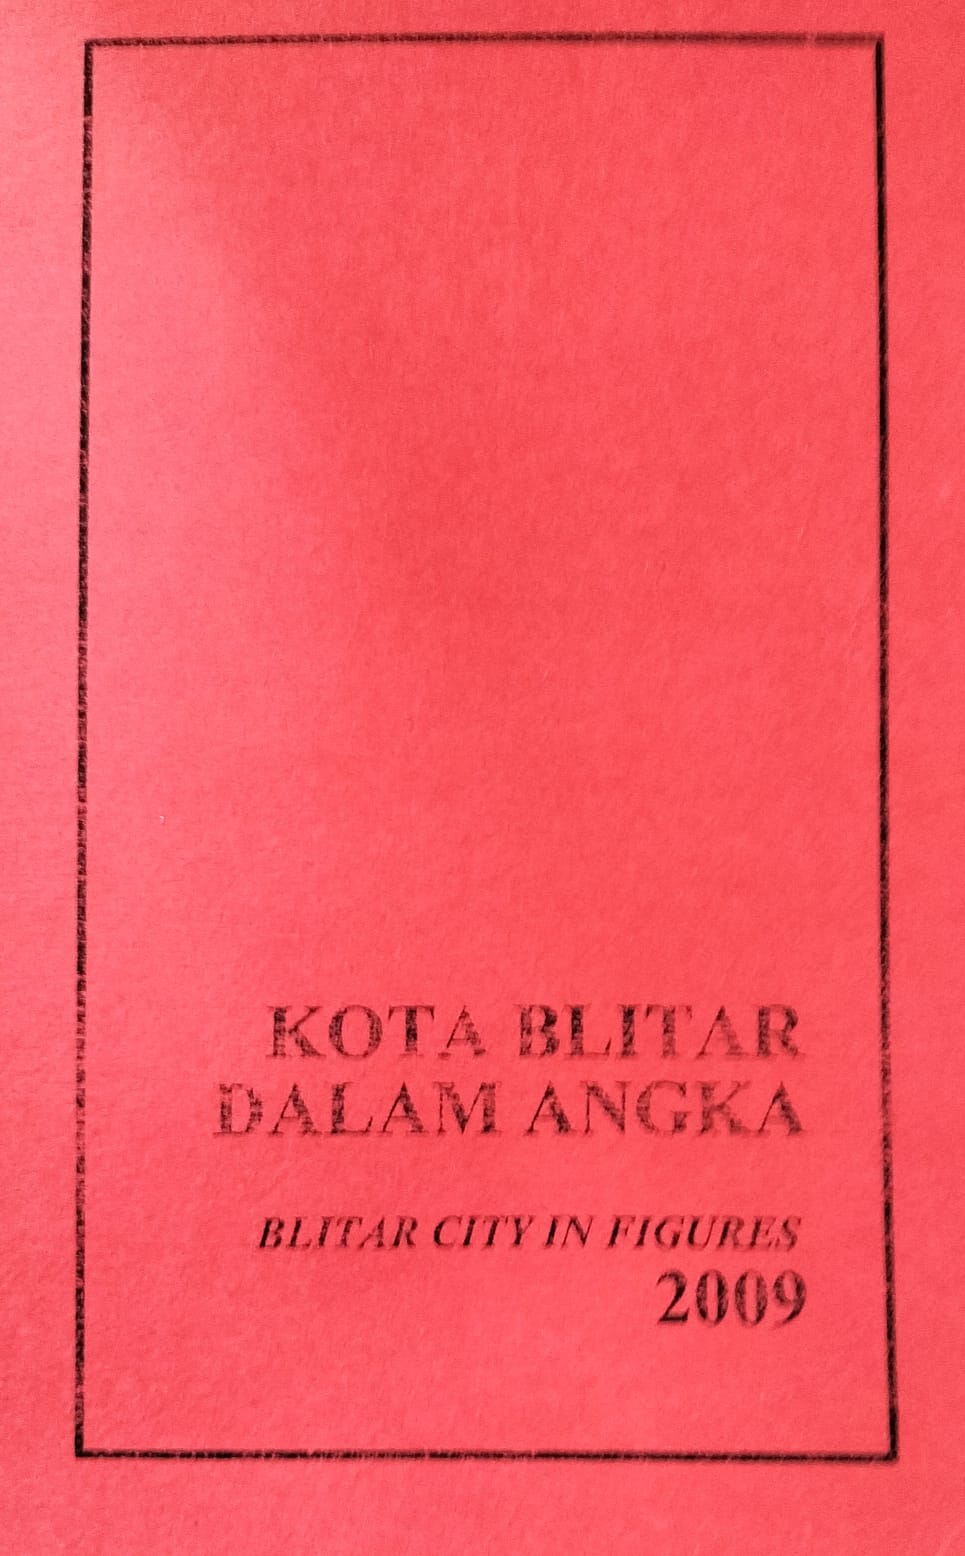 KOTA BLITAR
DALAM ANGKA
BLITAR CITY IN FIGURES
2009